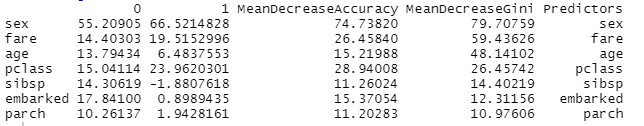 0 1 MeanDecreaseAccuracy MeanDecreaseGini Predictors
sex 55.20905 66.5214828 74.73820 79.70759 sex
fare 14.40303 19.5152996 26.45840 59.43626 fare
age 13.79434 6.4837553 15.21988 48.14102 age
pclass 15.04114 23.9620301 28.94008 26.45742 pclass
sibsp 14.30619 -1.8807618 11.26024 14.40219 sibsp
embarked 17.84100 0.8989435 15.37054 12.31156 embarked
parch 10.26137 1.9428161 11.20283 10.97606 parch